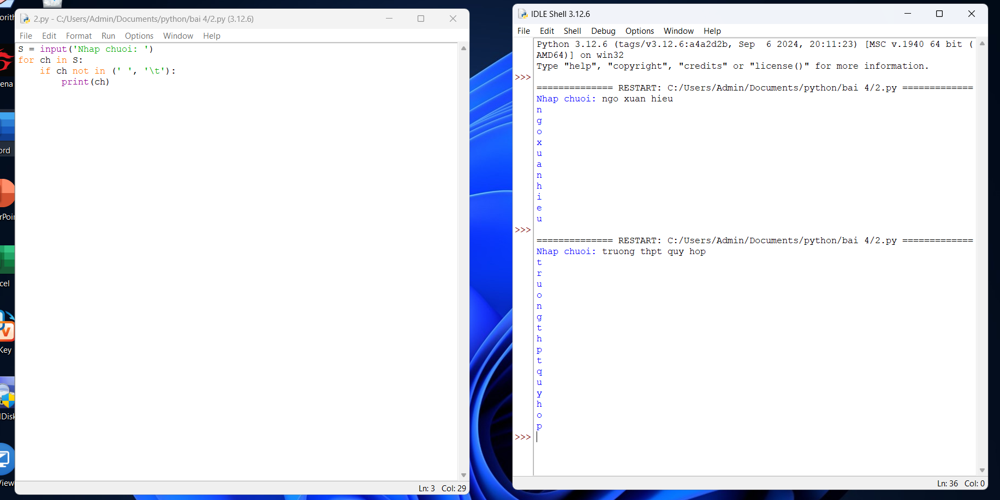 2.py - C:/Users/Admin/Documents/python/bai 4/2.py (3.12.6)
File Edit Format Run Options Window Help
S = input('Nhap chuoi: ')
for ch in S:
    if ch not in (' ', '\t'):
        print(ch)
Ln: 3 Col: 29
IDLE Shell 3.12.6
File Edit Shell Debug Options Window Help
Python 3.12.6 (tags/v3.12.6:a4a2d2b, Sep  6 2024, 20:11:23) [MSC v.1940 64 bit (
AMD64)] on win32
Type "help", "copyright", "credits" or "license()" for more information.
>>>
============== RESTART: C:/Users/Admin/Documents/python/bai 4/2.py =============
Nhap chuoi: ngo xuan hieu
n
g
o
x
u
a
n
h
i
e
u
>>>
============== RESTART: C:/Users/Admin/Documents/python/bai 4/2.py =============
Nhap chuoi: truong thpt quy hop
t
r
u
o
n
g
t
h
p
t
q
u
y
h
o
p
>>>
Ln: 36 Col: 0
orith
ena
ord
rPoin
cel
V
Key
Disk
View